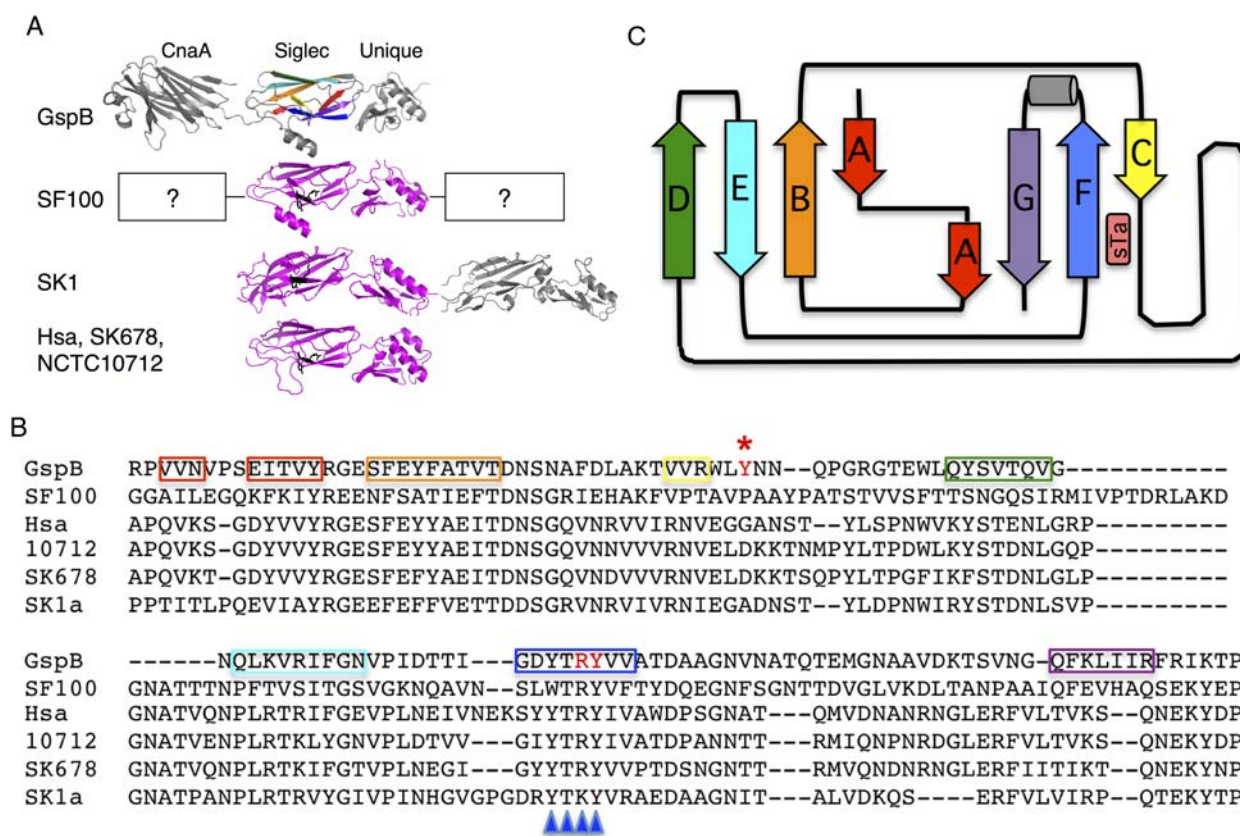 A
CnaA Siglec Unique
GspB
SF100 ? ?
SK1
Hsa, SK678,
NCTC10712
C
D E B A A G F C
sTa
B
*
GspB RPVVNVPSEITVYRGESFEYFATVTDNSNAFDLAKTVVRWLYNN--QPGRGTEWLQYSVTQVG----------
SF100 GGAILEGQKFKIYREENFSATIEFTDNSGRIEHAKFVPTAVPAAYPATSTVVSFTTSNGQSIRMIVPTDRLAKD
Hsa APQVKS-GDYVVYRGESFEYYAEITDNSGQVNRVVIRNVEGGANST--YLSPNWVKYSTENLGRP---------
10712 APQVKS-GDYVVYRGESFEYYAEITDNSGQVNNVVVRNVELDKKTNMPYLTPDWLKYSTDNLGQP---------
SK678 APQVKT-GDYVVYRGESFEFYAEITDNSGQVNDVVVRNVELDKKTSQPYLTPGFIKFSTDNLGLP---------
SK1a PPTITLPQEVIAYRGEEFEFFVETTDDSGRVNRVIVRNIEGADNST--YLDPNWIRYSTDNLSVP---------
GspB ------NQLKVRIFGNVPIDTTI---GDYTRYVVATDAAGNVNATQTEMGNAAVDKTSVNG-QFKLIIRFRIKTP
SF100 GNATTTNPFTVSITGSVGKNQAVN--SLWTRYVFTYDQEGNFSGNTTDVGLVKDLTANPAAIQFEVHAQSEKYEP
Hsa GNATVQNPLRTRIFGEVPLNEIVNEKSYYTRYIVAWDPSGNAT---QMVDNANRNGLERFVLTVKS--QNEKYDP
10712 GNATVENPLRTKLYGNVPLDTVV---GIYTRYIVATDPANNTT---RMIQNPNRDGLERFVLTVKS--QNEKYDP
SK678 GNATVQNPLRTKIFGTVPLNEGI---GYYTRYVVVPTDSNGNTT---RMVQNDNRNGLERFIITIKT--QNEKYNP
SK1a GNATPANPLRTRVYGIVPINHGVGPGDRYTKYVRAEDAAGNIT---ALVDKQS----ERFVLVIRP--QTEKYTP